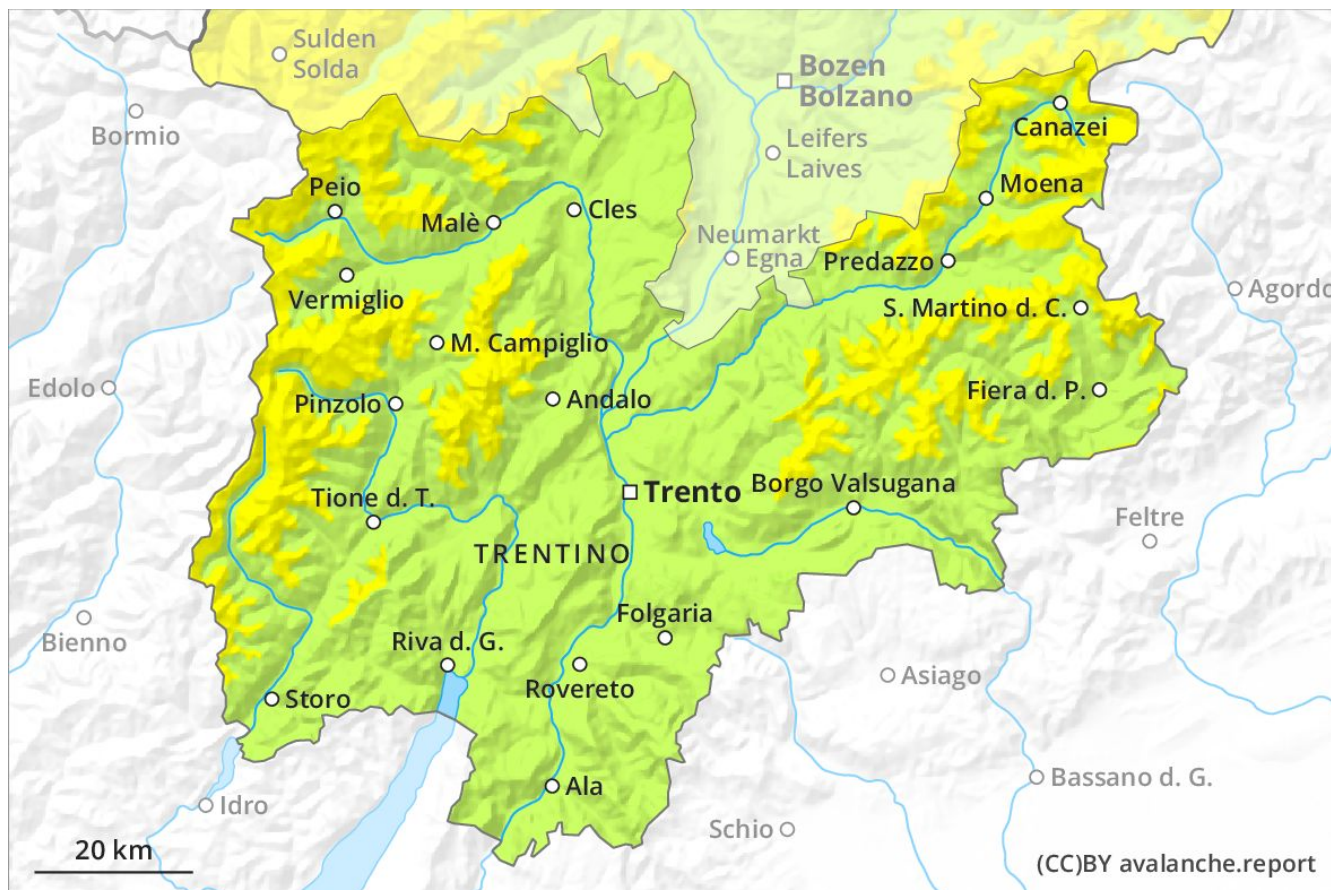 Sulden
Solda
Bozen
Bolzano
Bormio
Canazei
Leifers
Laives
Peio
Moena
Malè
Cles
Neumarkt
Egna
Predazzo
Vermiglio
Agordo
S. Martino d. C.
M. Campiglio
Edolo
Fiera d. P.
Pinzolo
Andalo
Trento
Borgo Valsugana
Tione d. T.
Feltre
TRENTINO
Folgaria
Bienno
Riva d. G.
Asiago
Rovereto
Storo
Bassano d. G.
Ala
Idro
Schio
20 km
(CC)BY avalanche.report